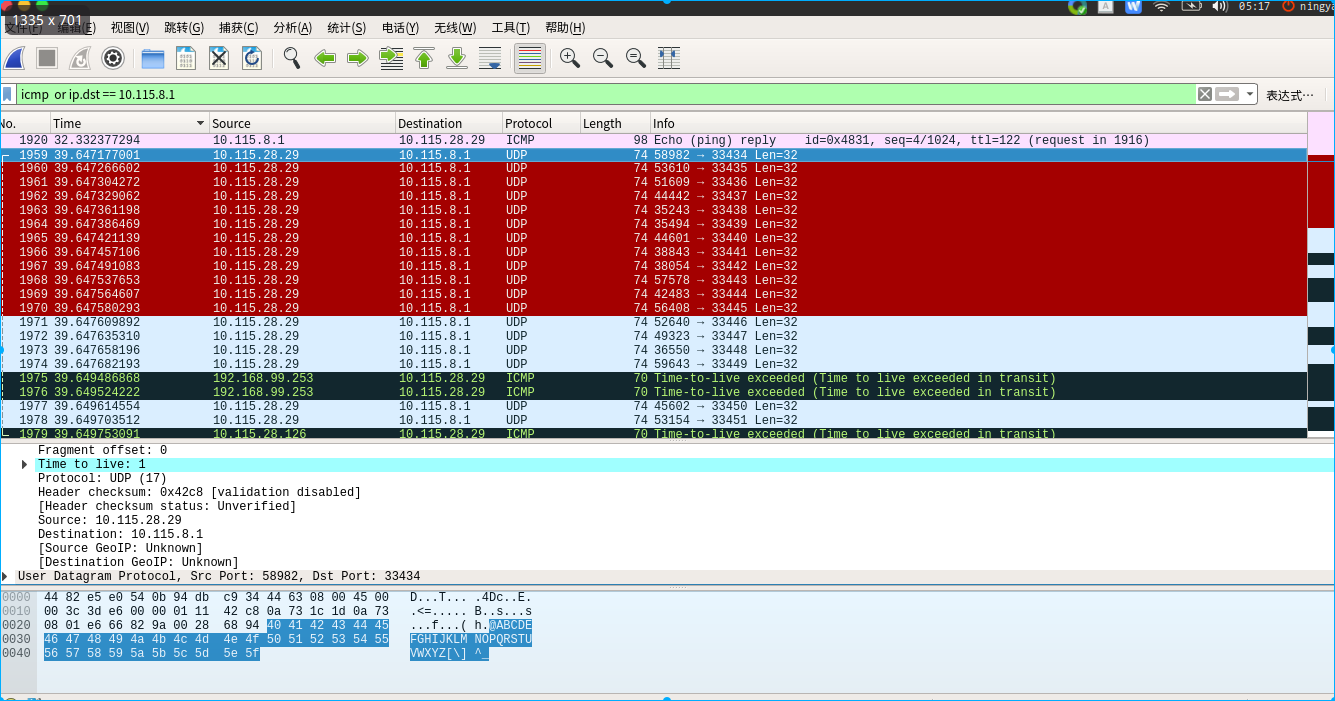 1335 x 701
05:17 ningya
文件(F) 编辑(E) 视图(V) 跳转(G) 捕获(C) 分析(A) 统计(S) 电话(Y) 无线(W) 工具(T) 帮助(H)
icmp or ip.dst == 10.115.8.1 表达式…
No. Time Source Destination Protocol Length Info
1920 32.332377294 10.115.8.1 10.115.28.29 ICMP 98 Echo (ping) reply id=0x4831, seq=4/1024, ttl=122 (request in 1916)
1959 39.647177001 10.115.28.29 10.115.8.1 UDP 74 58982 → 33434 Len=32
1960 39.647266602 10.115.28.29 10.115.8.1 UDP 74 53610 → 33435 Len=32
1961 39.647304272 10.115.28.29 10.115.8.1 UDP 74 51609 → 33436 Len=32
1962 39.647329062 10.115.28.29 10.115.8.1 UDP 74 44442 → 33437 Len=32
1963 39.647361198 10.115.28.29 10.115.8.1 UDP 74 35243 → 33438 Len=32
1964 39.647386469 10.115.28.29 10.115.8.1 UDP 74 35494 → 33439 Len=32
1965 39.647421139 10.115.28.29 10.115.8.1 UDP 74 44601 → 33440 Len=32
1966 39.647457106 10.115.28.29 10.115.8.1 UDP 74 38843 → 33441 Len=32
1967 39.647491083 10.115.28.29 10.115.8.1 UDP 74 38054 → 33442 Len=32
1968 39.647537653 10.115.28.29 10.115.8.1 UDP 74 57578 → 33443 Len=32
1969 39.647564607 10.115.28.29 10.115.8.1 UDP 74 42483 → 33444 Len=32
1970 39.647580293 10.115.28.29 10.115.8.1 UDP 74 56408 → 33445 Len=32
1971 39.647609892 10.115.28.29 10.115.8.1 UDP 74 52640 → 33446 Len=32
1972 39.647635310 10.115.28.29 10.115.8.1 UDP 74 49323 → 33447 Len=32
1973 39.647658196 10.115.28.29 10.115.8.1 UDP 74 36550 → 33448 Len=32
1974 39.647682193 10.115.28.29 10.115.8.1 UDP 74 59643 → 33449 Len=32
1975 39.649486868 192.168.99.253 10.115.28.29 ICMP 70 Time-to-live exceeded (Time to live exceeded in transit)
1976 39.649524222 192.168.99.253 10.115.28.29 ICMP 70 Time-to-live exceeded (Time to live exceeded in transit)
1977 39.649614554 10.115.28.29 10.115.8.1 UDP 74 45602 → 33450 Len=32
1978 39.649703512 10.115.28.29 10.115.8.1 UDP 74 53154 → 33451 Len=32
1979 39.649753091 10.115.28.126 10.115.28.29 ICMP 70 Time-to-live exceeded (Time to live exceeded in transit)
Fragment offset: 0
Time to live: 1
Protocol: UDP (17)
Header checksum: 0x42c8 [validation disabled]
[Header checksum status: Unverified]
Source: 10.115.28.29
Destination: 10.115.8.1
[Source GeoIP: Unknown]
[Destination GeoIP: Unknown]
User Datagram Protocol, Src Port: 58982, Dst Port: 33434
0000 44 82 e5 e0 54 0b 94 db c9 34 44 63 08 00 45 00 D...T... .4Dc..E.
0010 00 3c 3d e6 00 00 01 11 42 c8 0a 73 1c 1d 0a 73 .<=..... B..s...s
0020 08 01 e6 66 82 9a 00 28 68 94 40 41 42 43 44 45 ...f...( h.@ABCDE
0030 46 47 48 49 4a 4b 4c 4d 4e 4f 50 51 52 53 54 55 FGHIJKLM NOPQRSTU
0040 56 57 58 59 5a 5b 5c 5d 5e 5f VWXYZ[\] ^_